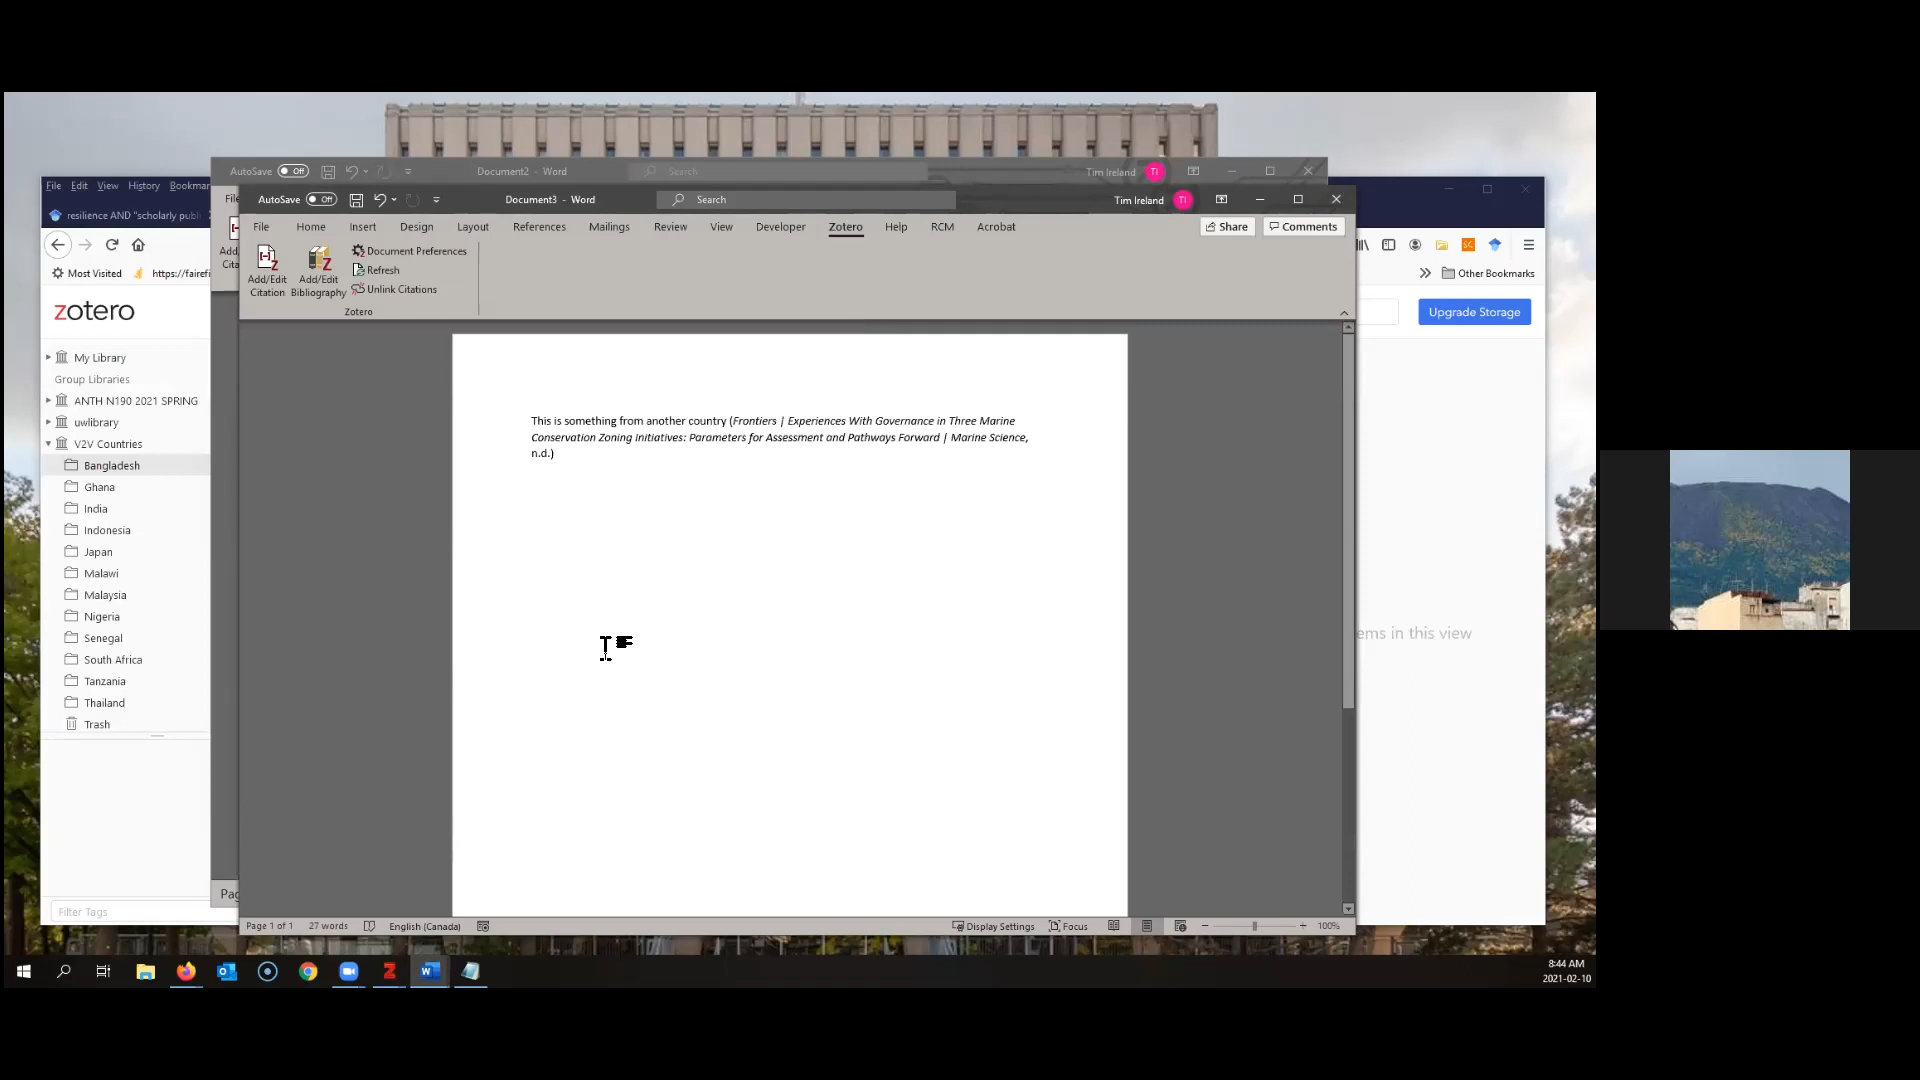 AutoSave Off Document2 - Word Search Tim Ireland
File Edit View History
resilience AND "scholarly publ
AutoSave Off Document3 - Word Search Tim Ireland TI
File Home Insert Design Layout References Mailings Review View Developer Zotero Help RCM Acrobat Share Comments
Add/Edit Citation
Add/Edit Bibliography
Document Preferences
Refresh
Unlink Citations
Zotero
Most Visited
Other Bookmarks
zotero
Upgrade Storage
My Library
Group Libraries
ANTH N190 2021 SPRING
uwlibrary
V2V Countries
Bangladesh
Ghana
India
Indonesia
Japan
Malawi
Malaysia
Nigeria
Senegal
South Africa
Tanzania
Thailand
Trash
Filter Tags
This is something from another country (Frontiers | Experiences With Governance in Three Marine
Conservation Zoning Initiatives: Parameters for Assessment and Pathways Forward | Marine Science,
n.d.)
ems in this view
Page 1 of 1 27 words English (Canada) Display Settings Focus 100%
8:44 AM
2021-02-10